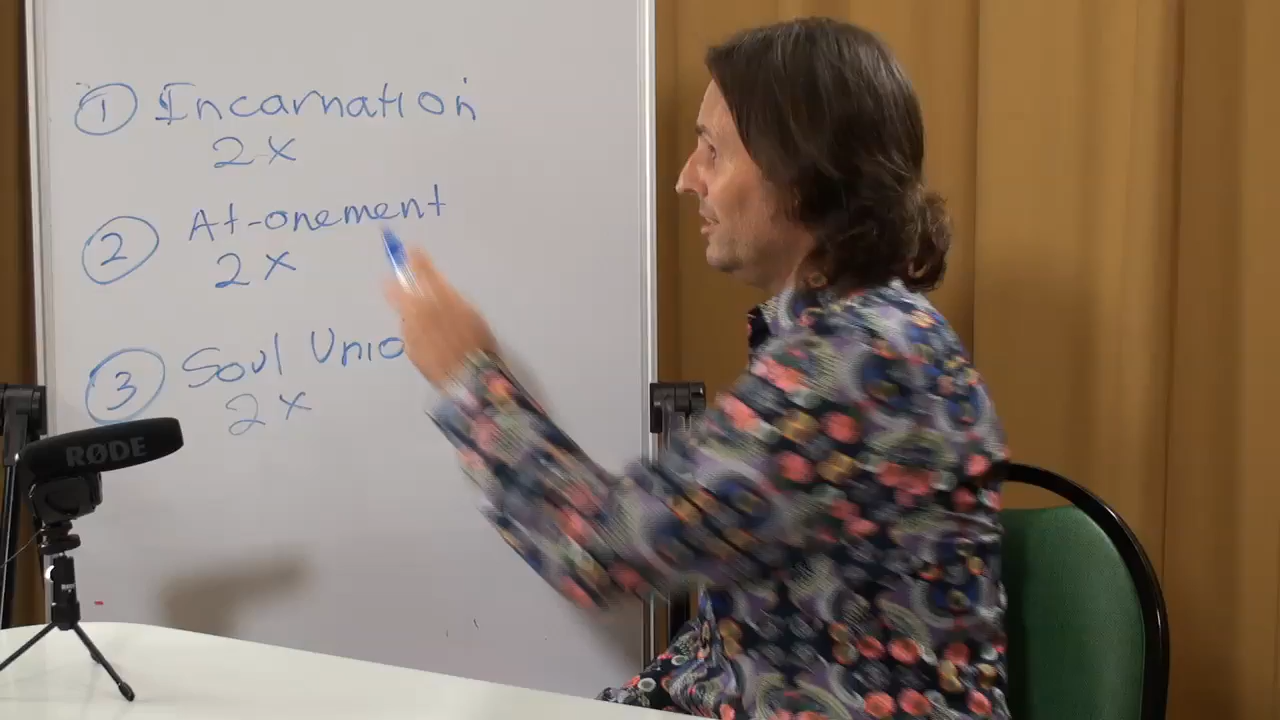 ① Incarnation
2x
② At-onement
2x
③ Soul Unio
2x
RØDE